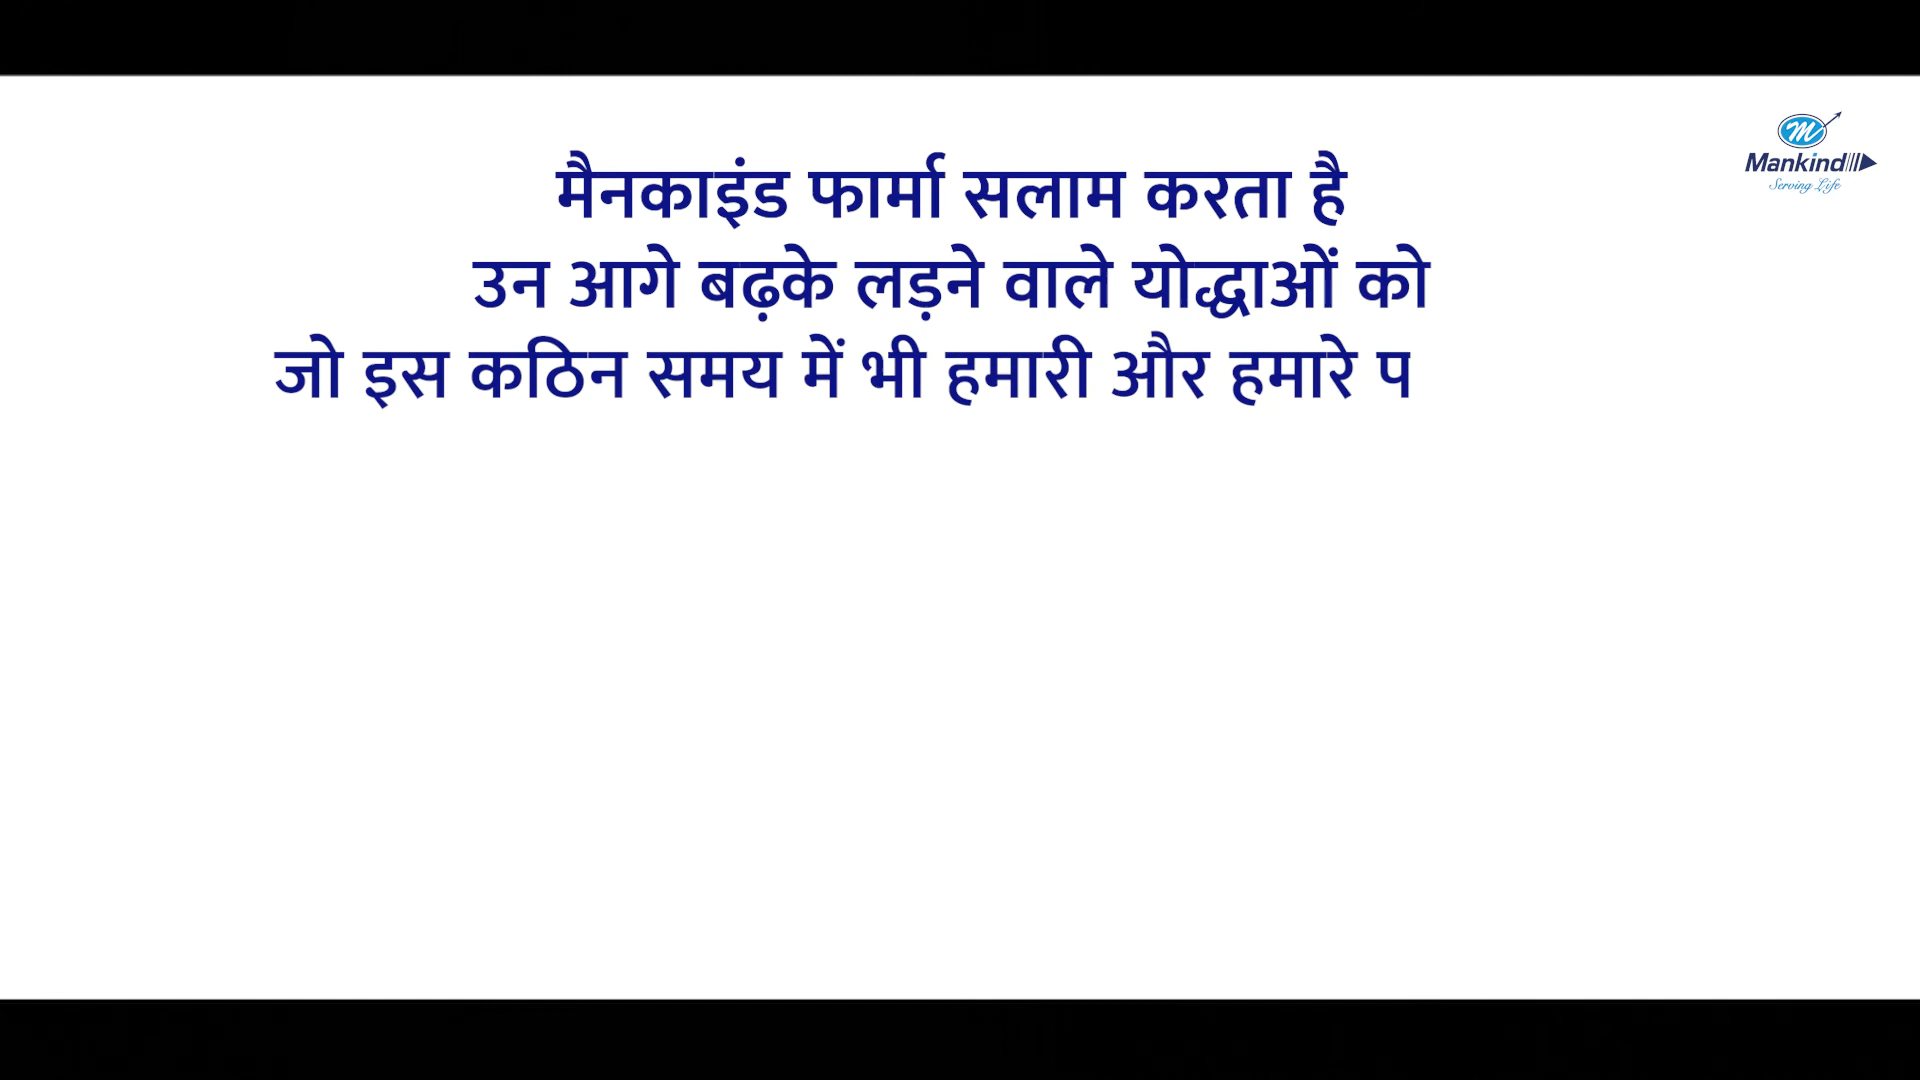 मैनकाइंड फार्मा सलाम करता है
उन आगे बढ़के लड़ने वाले योद्धाओं को
जो इस कठिन समय में भी हमारी और हमारे प
Mankind
Serving Life